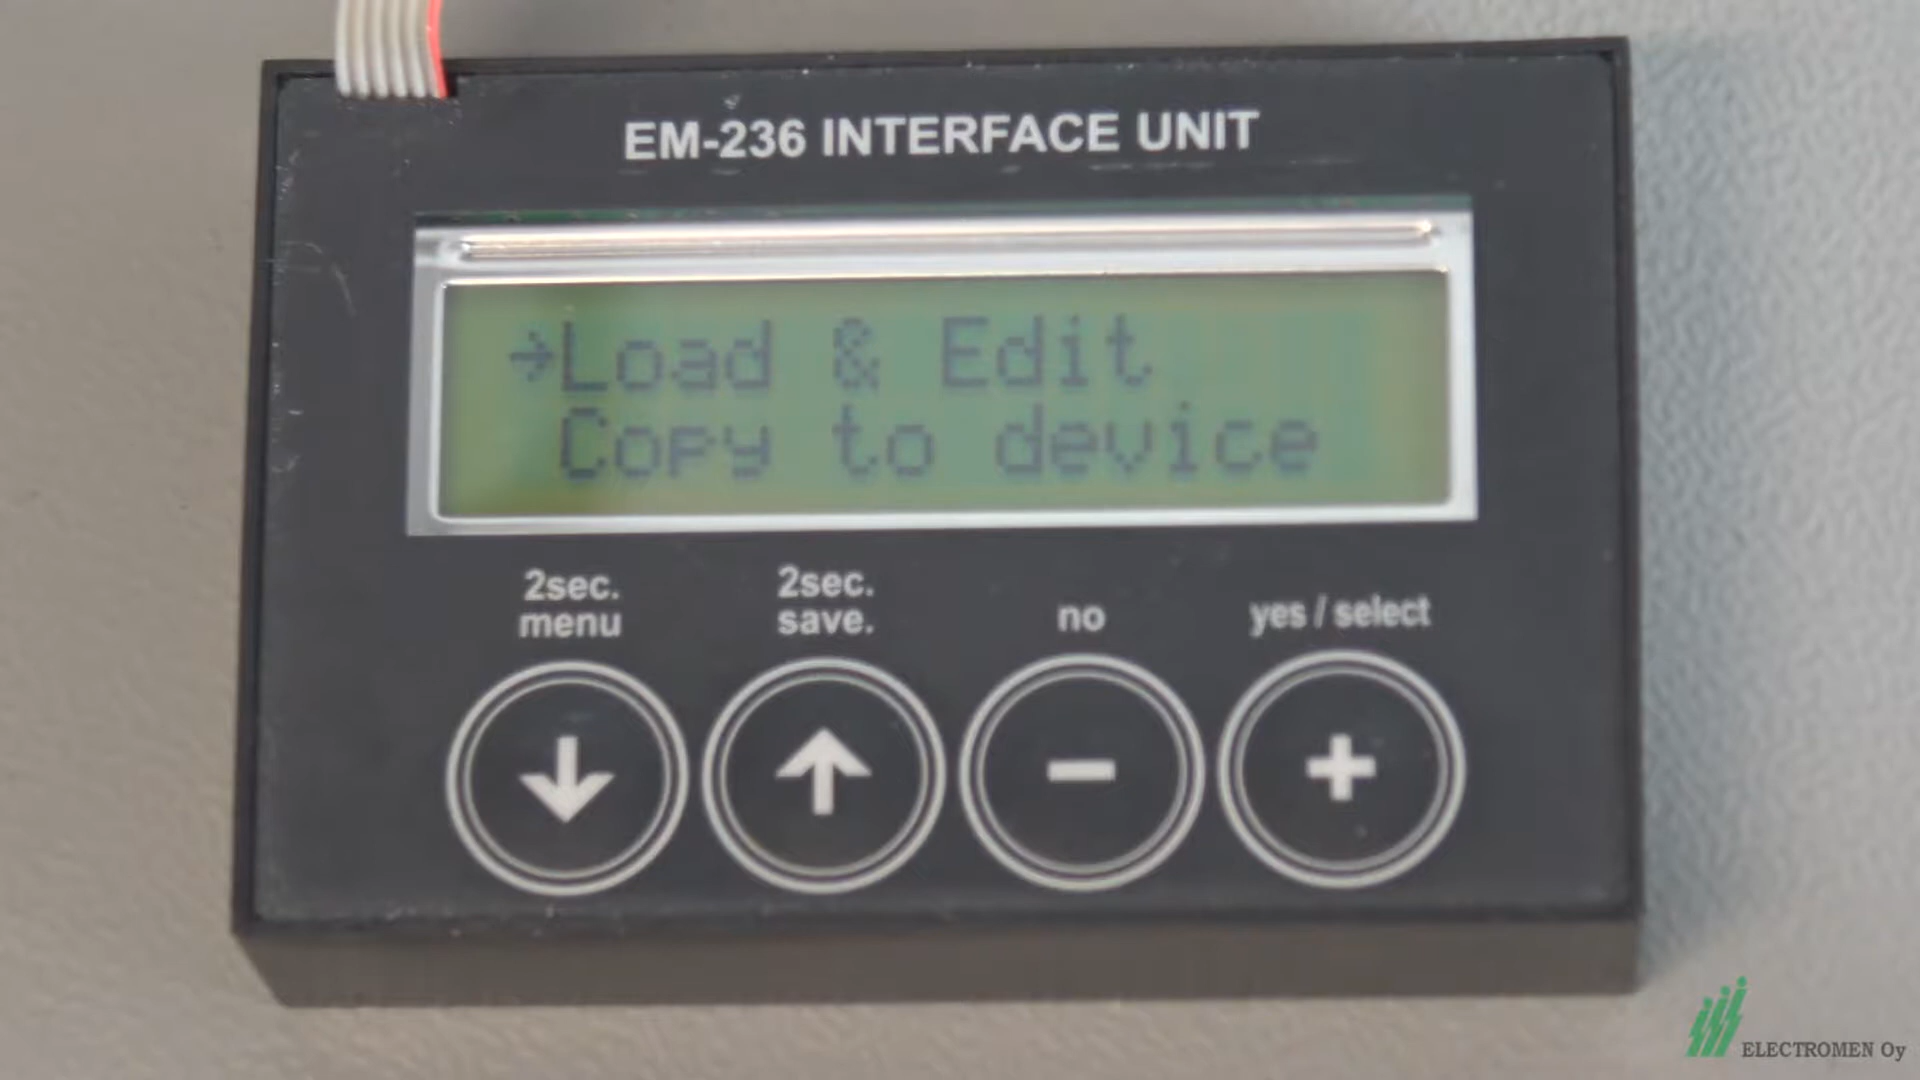 EM-236 INTERFACE UNIT
→Load & Edit
Copy to device
2sec.
menu
2sec.
save.
no
yes / select
ELECTROMEN Oy